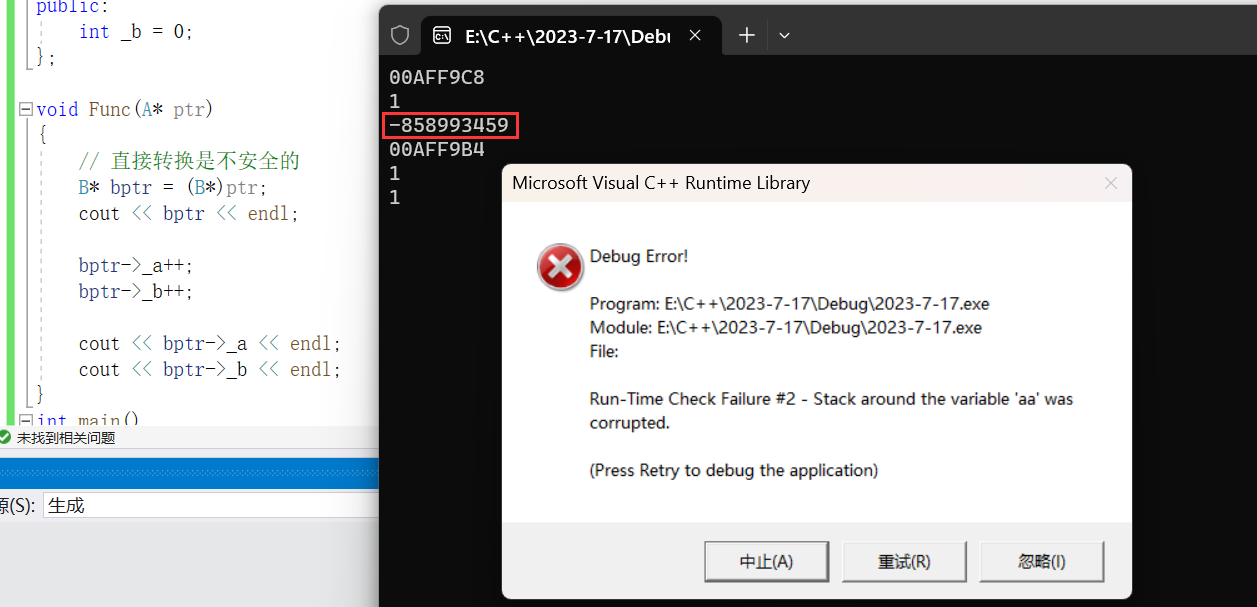 public:
int _b = 0;
};
void Func(A* ptr)
{
// 直接转换是不安全的
B* bptr = (B*)ptr;
cout << bptr << endl;
bptr->_a++;
bptr->_b++;
cout << bptr->_a << endl;
cout << bptr->_b << endl;
}
int main()
未找到相关问题
源(S): 生成
E:\C++\2023-7-17\Debu
00AFF9C8
1
-858993459
00AFF9B4
1
1
Microsoft Visual C++ Runtime Library
Debug Error!
Program: E:\C++\2023-7-17\Debug\2023-7-17.exe
Module: E:\C++\2023-7-17\Debug\2023-7-17.exe
File:
Run-Time Check Failure #2 - Stack around the variable 'aa' was
corrupted.
(Press Retry to debug the application)
中止(A) 重试(R) 忽略(I)